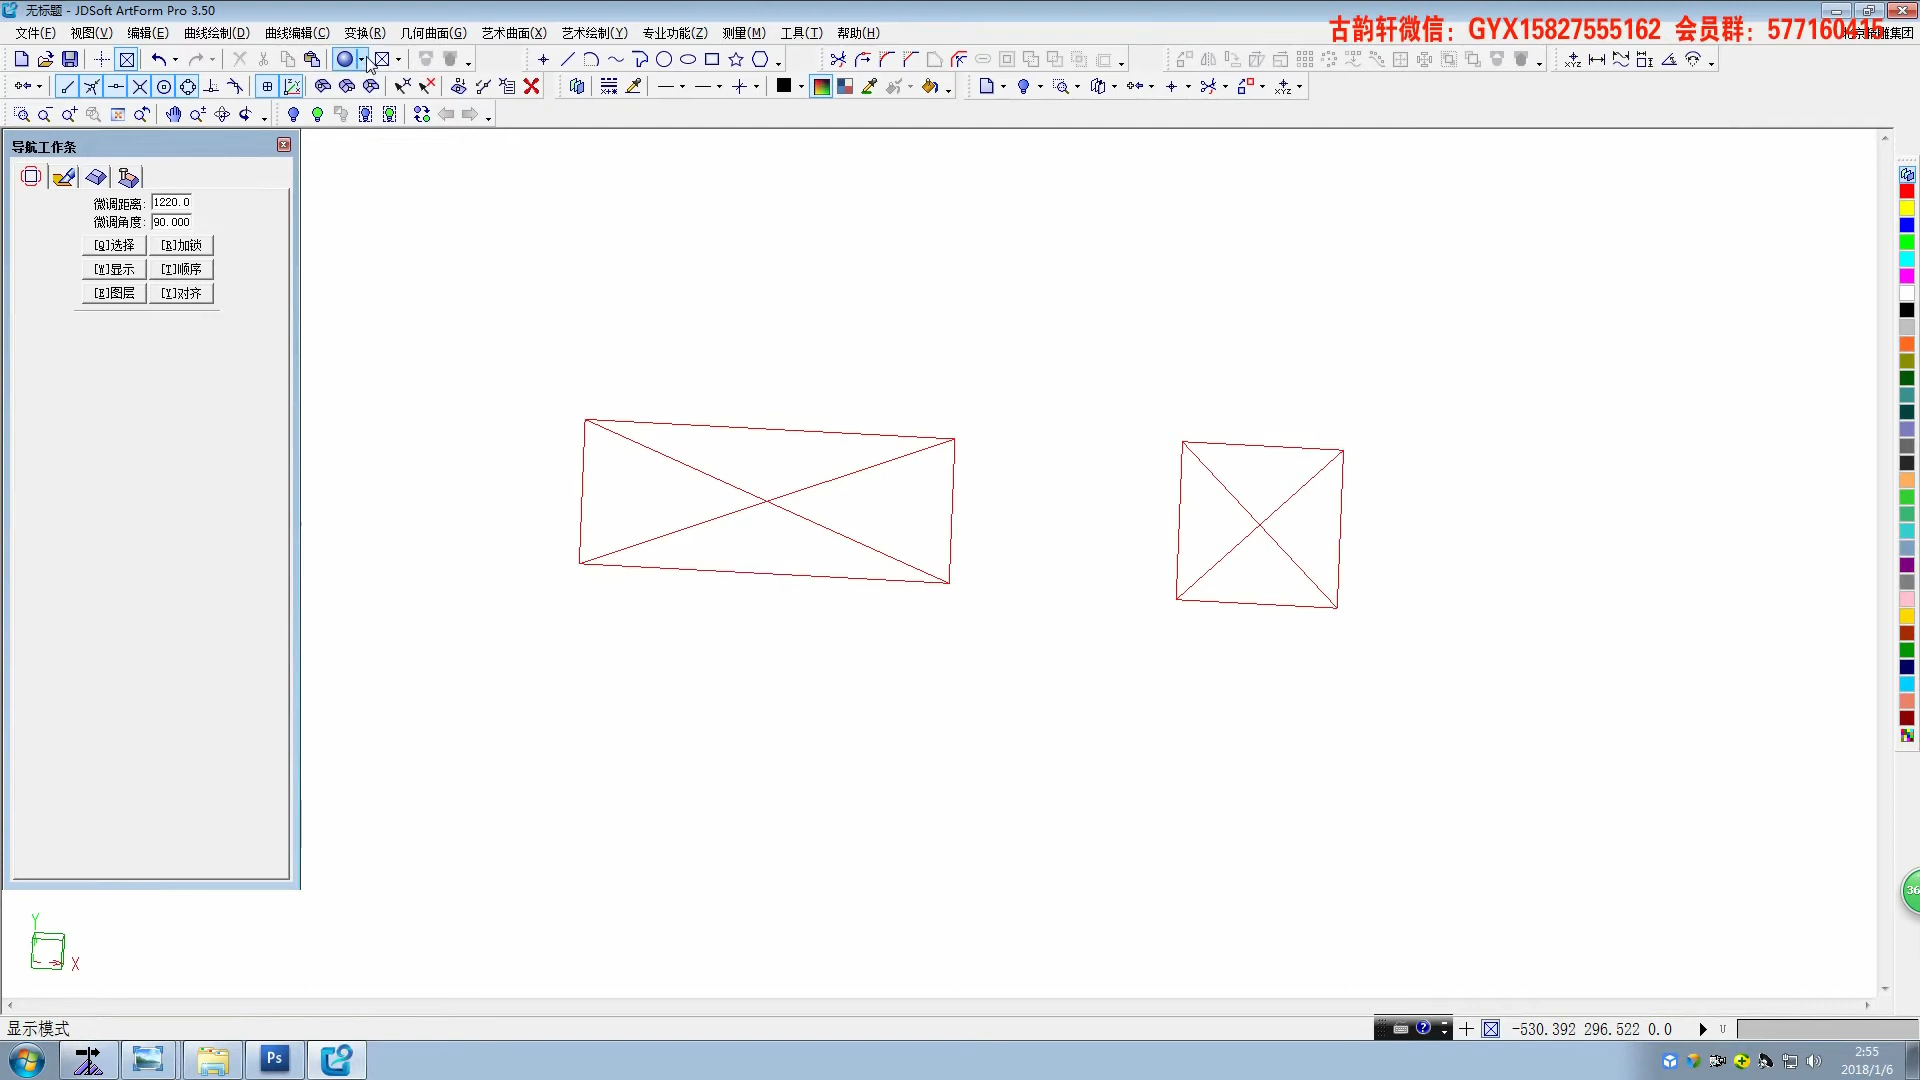 无标题 - JDSoft ArtForm Pro 3.50
古韵轩微信：GYX15827555162 会员群：577160415
文件(F) 视图(V) 编辑(E) 曲线绘制(D) 曲线编辑(C) 变换(R) 几何曲面(G) 艺术曲面(X) 艺术绘制(Y) 专业功能(Z) 测量(M) 工具(T) 帮助(H)
导航工作条
微调距离: 1220.0
微调角度: 90.000
[Q]选择 [R]加锁
[W]显示 [T]顺序
[E]图层 [Y]对齐
36
Y
X
显示模式
-530.392 296.522 0.0
Ps
2:55
2018/1/6